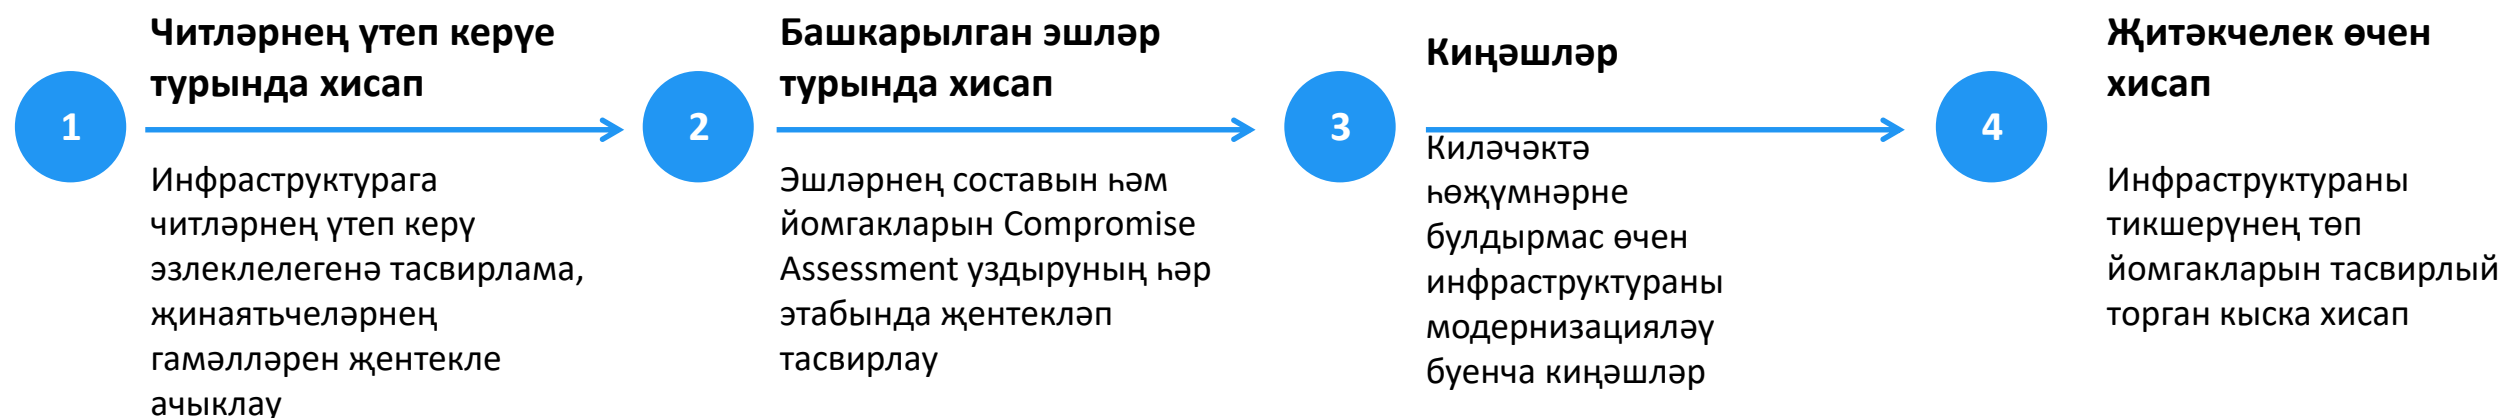 1
Читләрнең үтеп керүе
турында хисап
Инфраструктурага
читләрнең үтеп керү
эзлеклелегенә тасвирлама,
җинаятьчеләрнең
гамәлләрен җентекле
ачыклау
2
Башкарылган эшләр
турында хисап
Эшләрнең составын һәм
йомгакларын Compromise
Assessment уздыруның һәр
этабында җентекләп
тасвирлау
3
Киңәшләр
Киләчәктә
һөҗүмнәрне
булдырмас өчен
инфраструктураны
модернизацияләү
буенча киңәшләр
4
Җитәкчелек өчен
хисап
Инфраструктураны
тикшерүнең төп
йомгакларын тасвирлый
торган кыска хисап